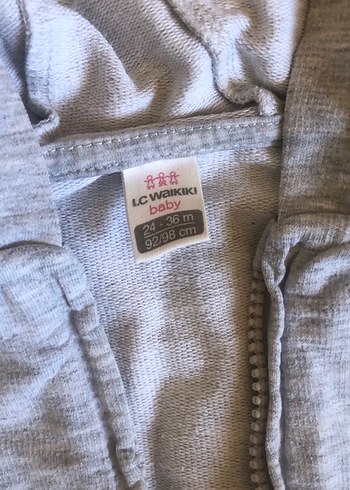 LC WAIKIKI
baby
24 - 36 m
92/98 cm